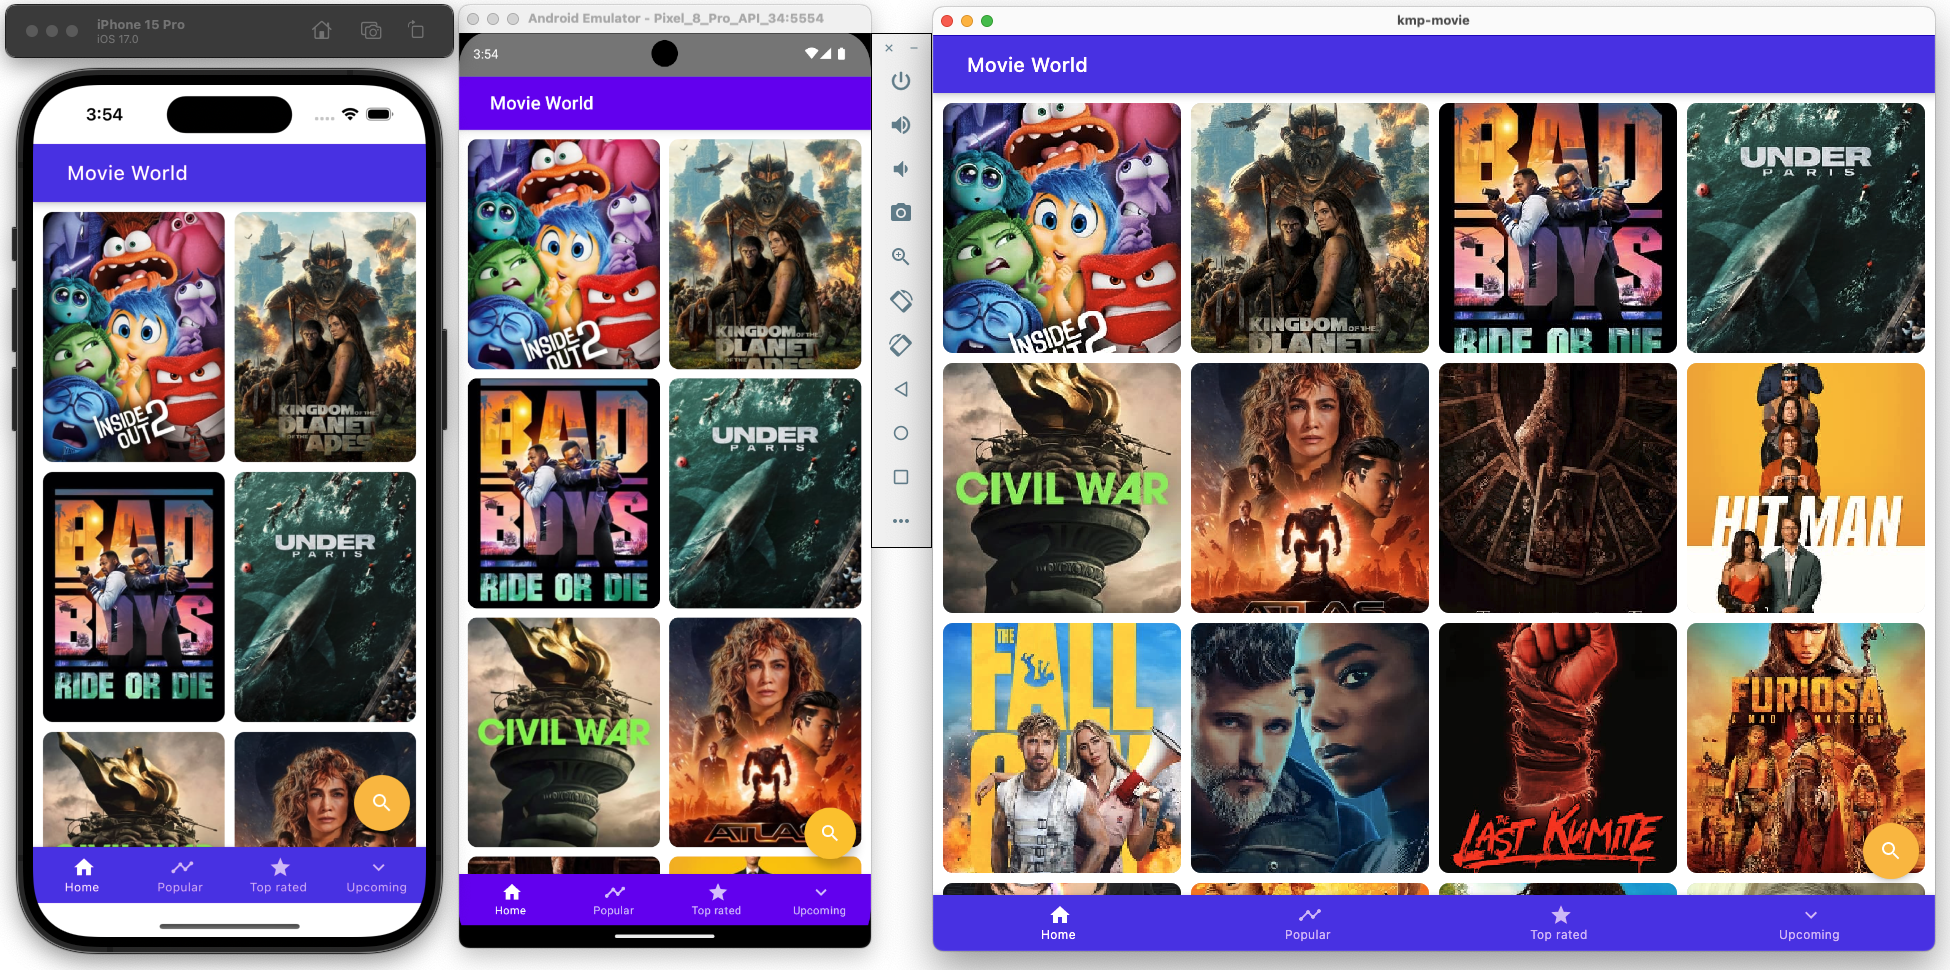 iPhone 15 Pro
iOS 17.0
3:54
Movie World
INSIDE
OUT 2
KINGDOM OF THE
PLANET
OF THE APES
BAD
BOYS
RIDE OR DIE
UNDER
PARIS
CIVIL WAR
Home
Popular
Top rated
Upcoming
Android Emulator - Pixel_8_Pro_API_34:5554
3:54
Movie World
INSIDE
OUT 2
KINGDOM OF THE
PLANET
OF THE APES
BAD
BOYS
RIDE OR DIE
UNDER
PARIS
CIVIL WAR
ATLAS
Home
Popular
Top rated
Upcoming
kmp-movie
Movie World
INSIDE
OUT 2
KINGDOM OF THE
PLANET
BAD
BOYS
RIDE OR DIE
UNDER
PARIS
CIVIL WAR
ATLAS
HIT MAN
THE
FALL
GUY
THE
LAST KUMITE
FURIOSA
A MAD MAX SAGA
Home
Popular
Top rated
Upcoming